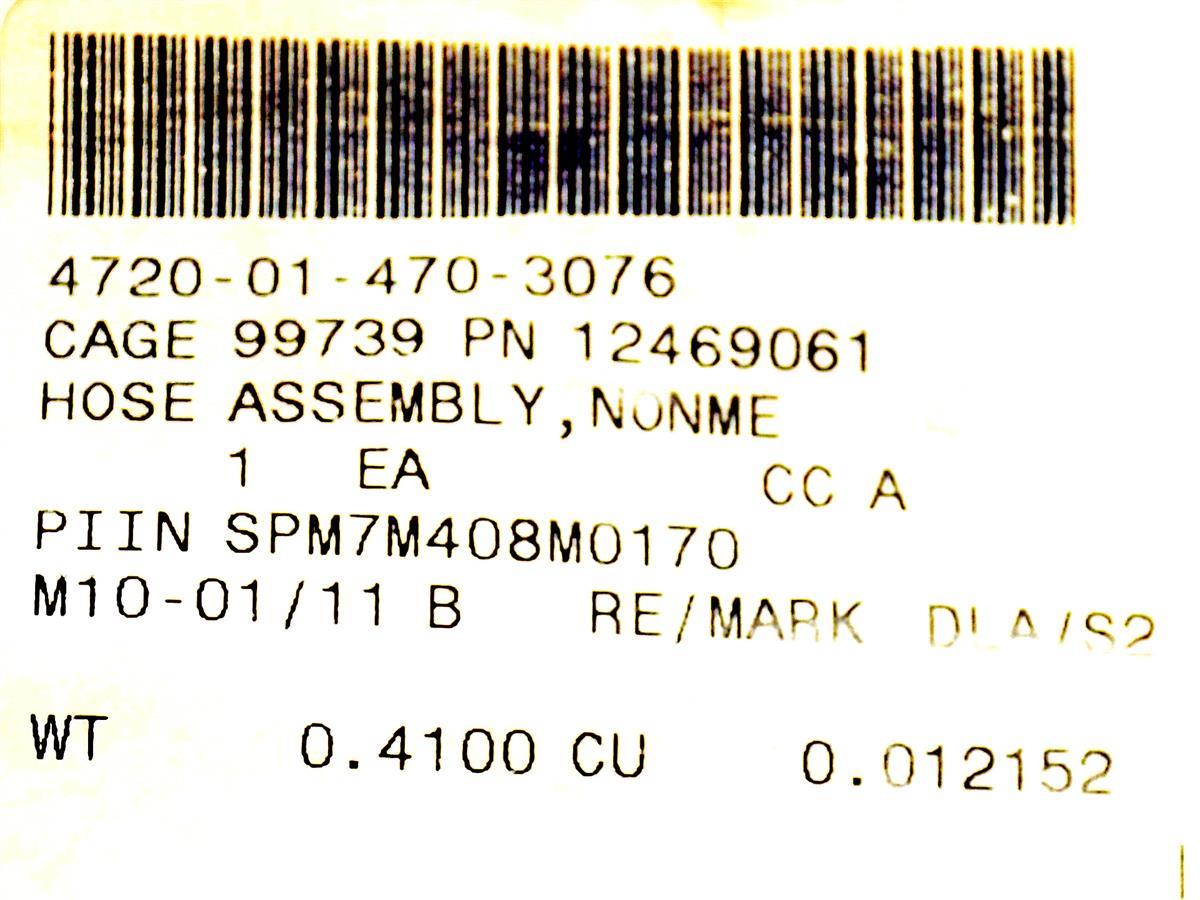 4720-01-470-3076
CAGE 99739 PN 12469061
HOSE ASSEMBLY,NONME
1 EA CC A
PIIN SPM7M408M0170
M10-01/11 B RE/MARK DLA/S2
WT 0.4100 CU 0.012152